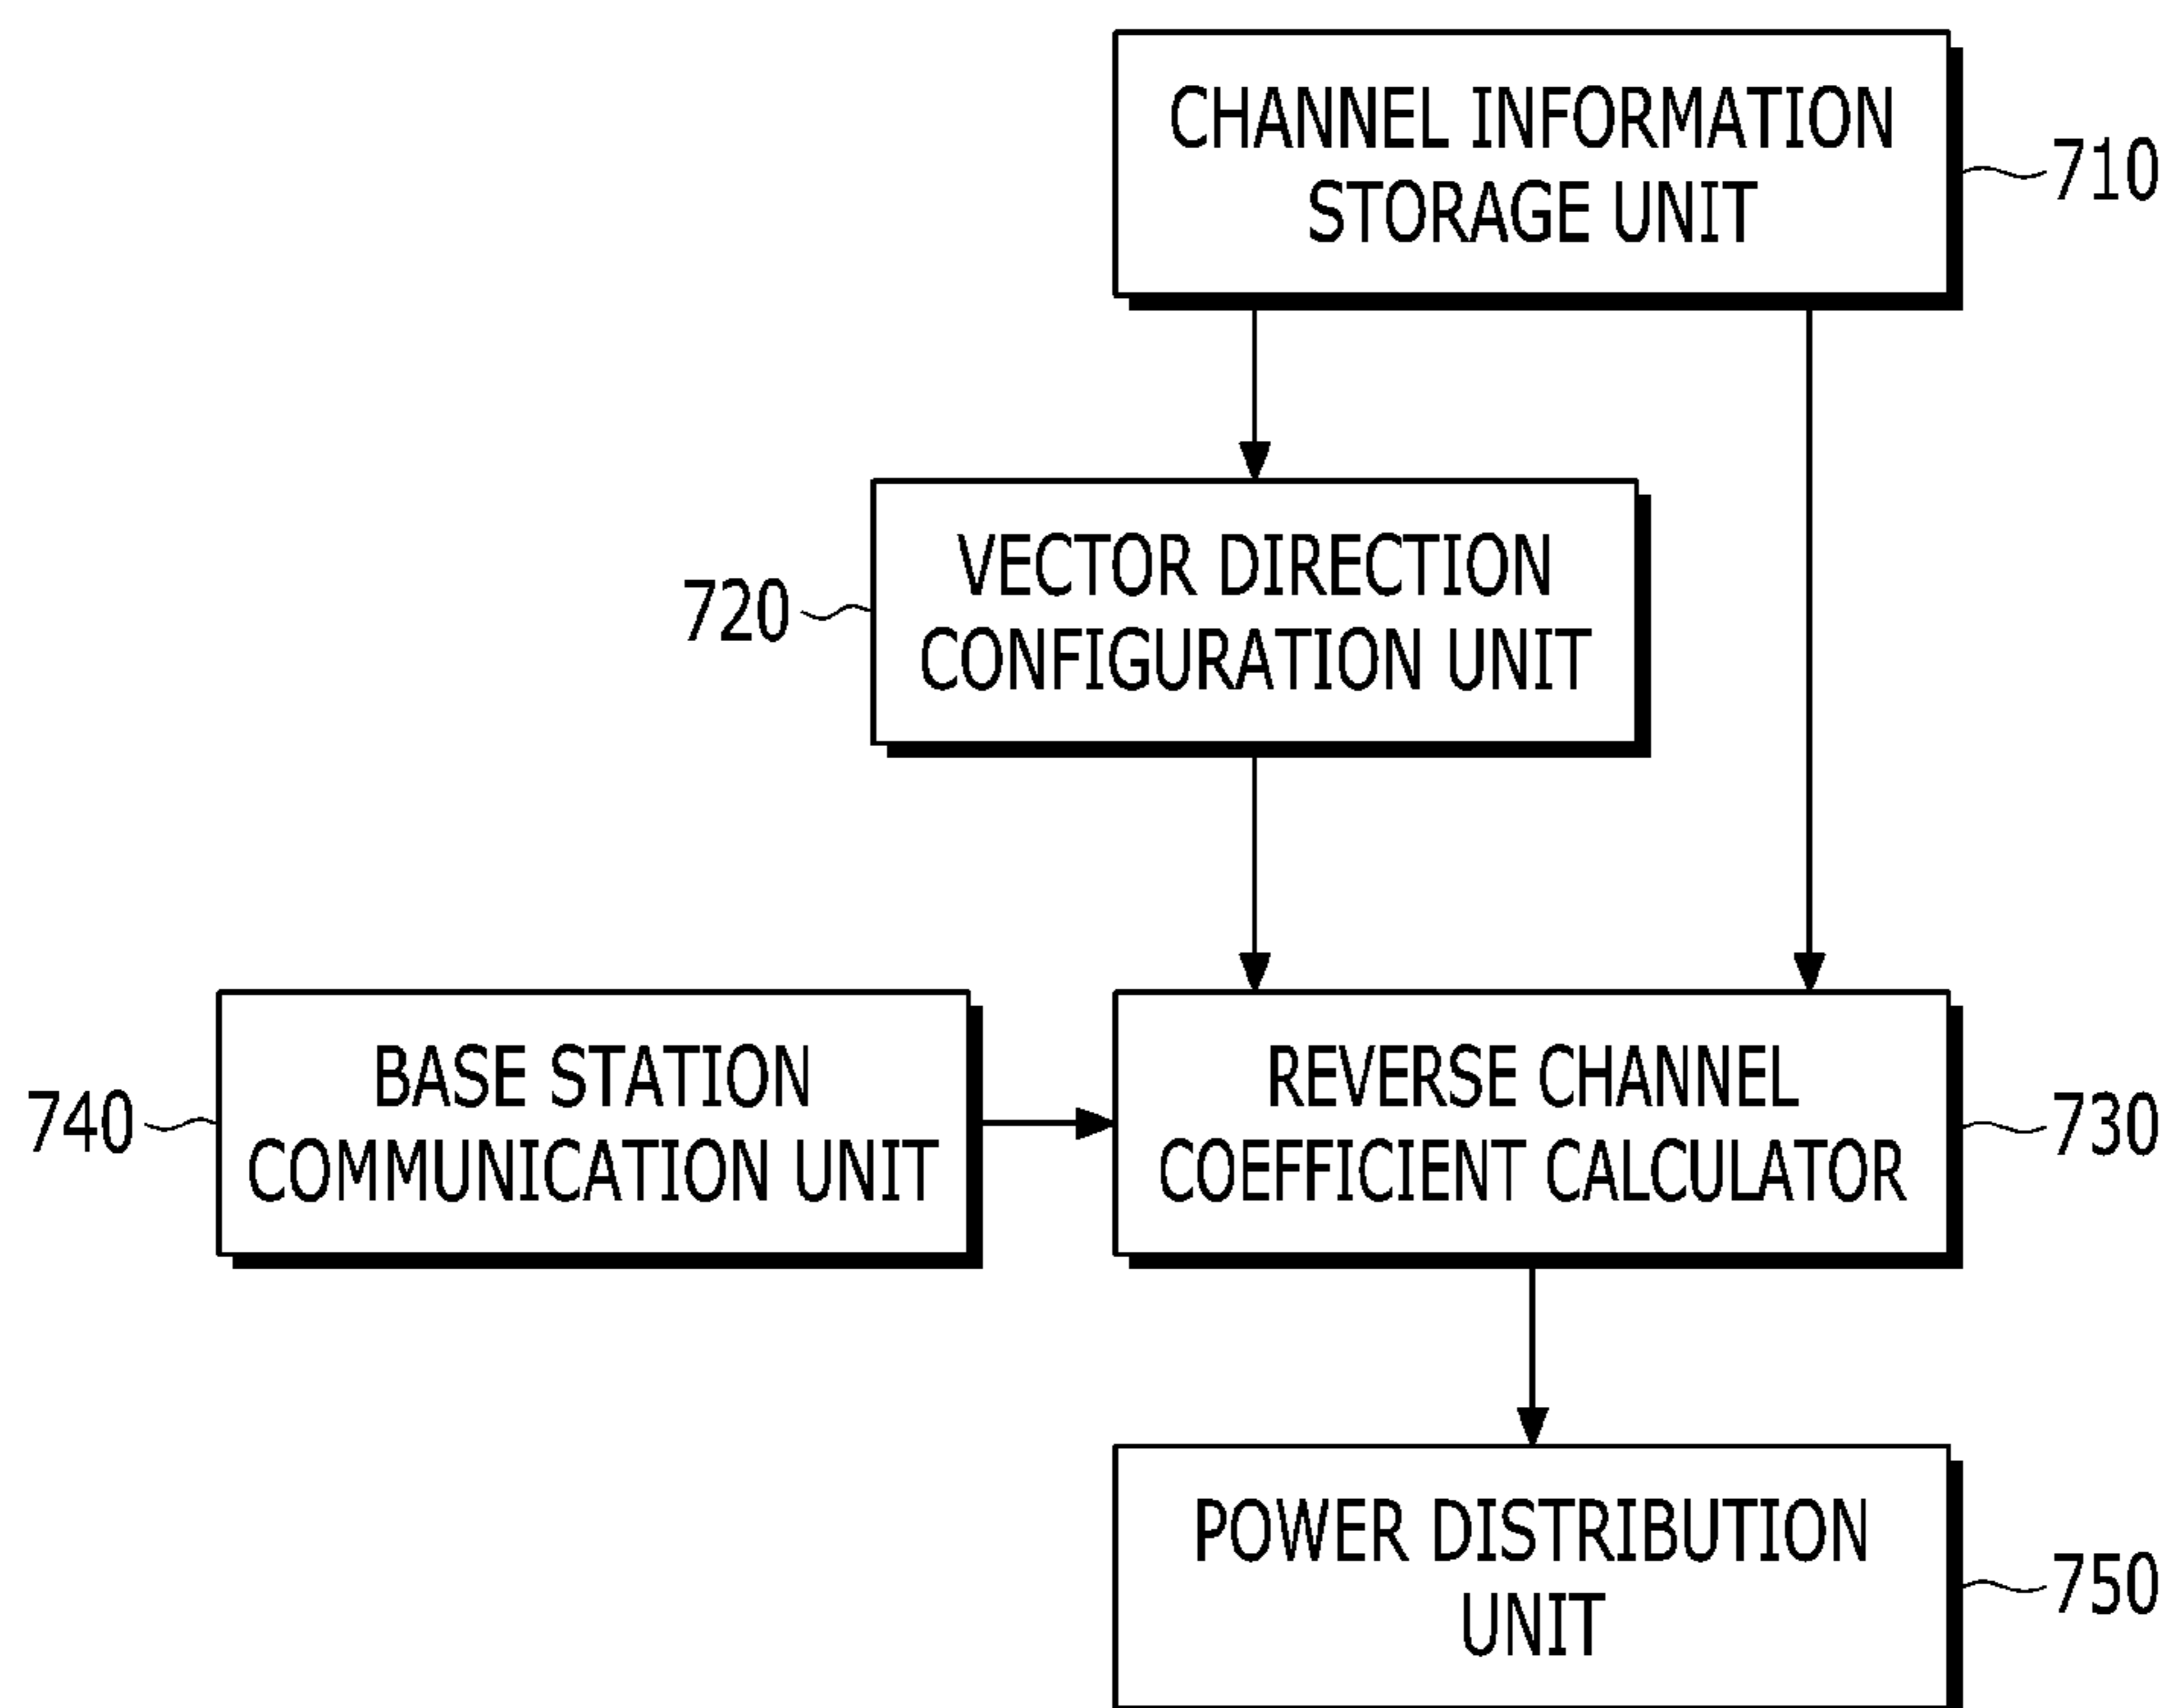 CHANNEL INFORMATION
STORAGE UNIT
710
VECTOR DIRECTION
CONFIGURATION UNIT
720
BASE STATION
COMMUNICATION UNIT
740
REVERSE CHANNEL
COEFFICIENT CALCULATOR
730
POWER DISTRIBUTION
UNIT
750